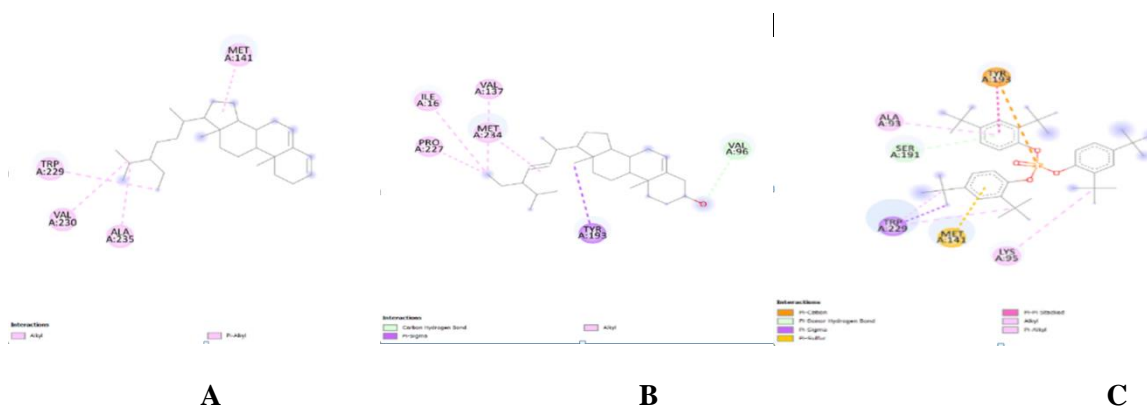 MET
A:141
TRP
A:229
VAL
A:230
ALA
A:235
Interactions
Alkyl
Pi-Alkyl
A
ILE
A:16
VAL
A:137
MET
A:234
PRO
A:227
VAL
A:96
TYR
A:193
Interactions
Carbon Hydrogen Bond
Pi-Sigma
Alkyl
B
TYR
A:193
ALA
A:93
SER
A:191
TRP
A:229
MET
A:141
LYS
A:95
O
O
O
O
Interactions
Pi-Cation
Pi-Donor Hydrogen Bond
Pi-Sigma
Pi-Sulfur
Pi-Pi Stacked
Alkyl
Pi-Alkyl
C